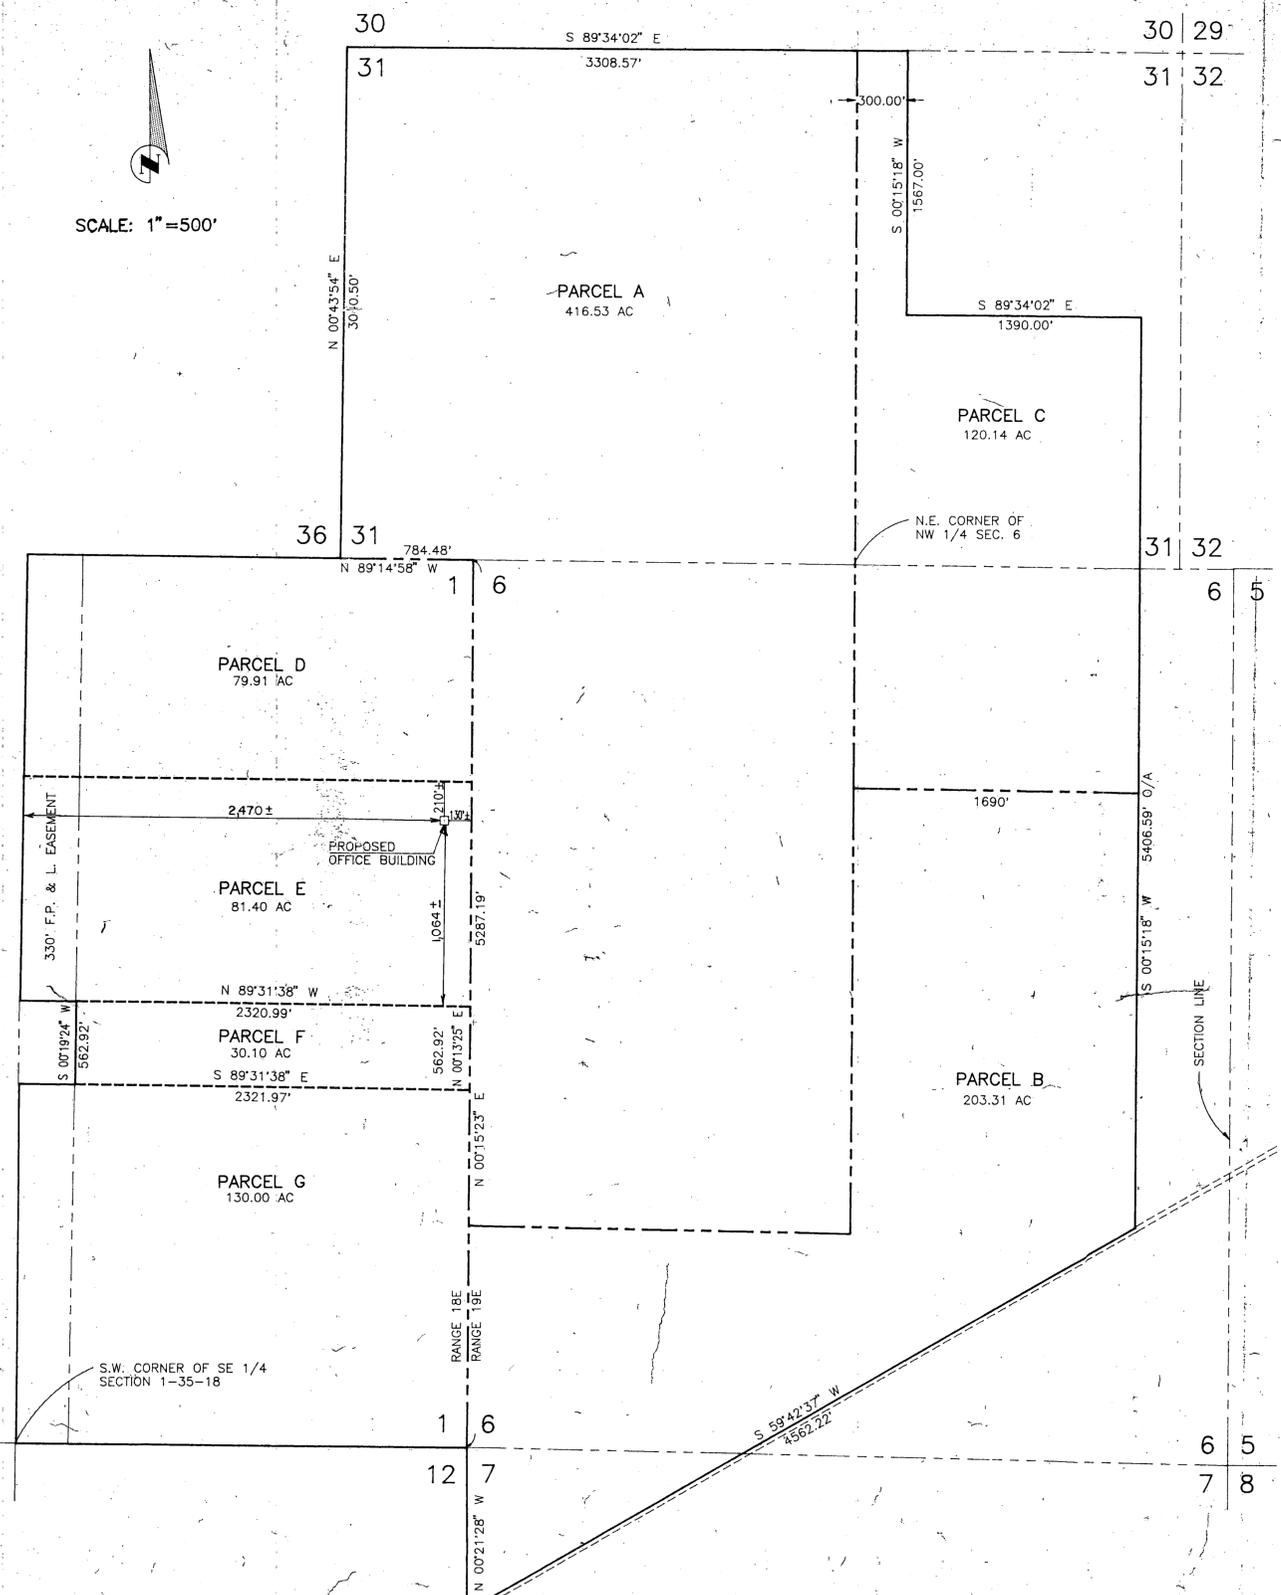 30
S 89°34'02" E
3308.57'
30 29
31
31 32
300.00'
S 00°15'18" W
1567.00'
N
SCALE: 1"=500'
N 00°43'54" E
PARCEL A
416.53 AC
S 89°34'02" E
1390.00'
PARCEL C
120.14 AC
N.E. CORNER OF
NW 1/4 SEC. 6
36 31
784.48'
N 89°14'58" W
31 32
1 6
6 5
PARCEL D
79.91 AC
330' F.P. & L. EASEMENT
2,470±
210'±
130'±
PROPOSED
OFFICE BUILDING
1690'
5406.59' O/A
S 00°15'18" W
PARCEL E
81.40 AC
1,064±
5287.19'
N 89°31'38" W
2320.99'
S 00°19'24" W
562.92'
PARCEL F
30.10 AC
562.92'
N 00°13'25" E
S 89°31'38" E
2321.97'
SECTION LINE
PARCEL B
203.31 AC
N 00°15'23" E
PARCEL G
130.00 AC
RANGE 18E
RANGE 19E
S.W. CORNER OF SE 1/4
SECTION 1-35-18
S 59°42'37" W
4562.22'
1 6
12 7
6 5
7 8
N 00°21'28" W